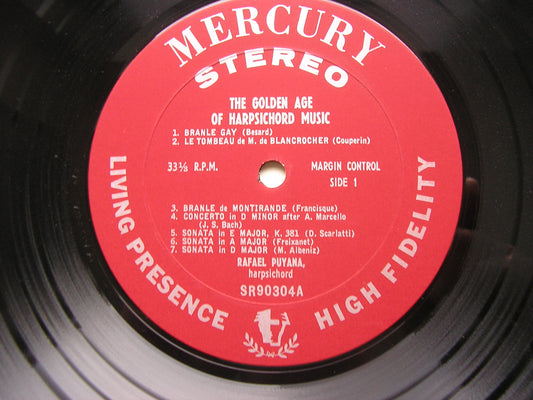 MERCURY
STEREO
THE GOLDEN AGE
OF HARPSICHORD MUSIC
1. BRANLE GAY (Besard)
2. LE TOMBEAU de M. de BLANCROCHER (Couperin)
33⅓ R.P.M.
MARGIN CONTROL
SIDE 1
3. BRANLE de MONTIRANDE (Francisque)
4. CONCERTO in D MINOR after A. Marcello
(J. S. Bach)
5. SONATA in E MAJOR, K. 381 (D. Scarlatti)
6. SONATA in A MAJOR (Freixanet)
7. SONATA in D MAJOR (M. Albeniz)
RAFAEL PUYANA,
harpsichord
SR90304A
LIVING PRESENCE
HIGH FIDELITY